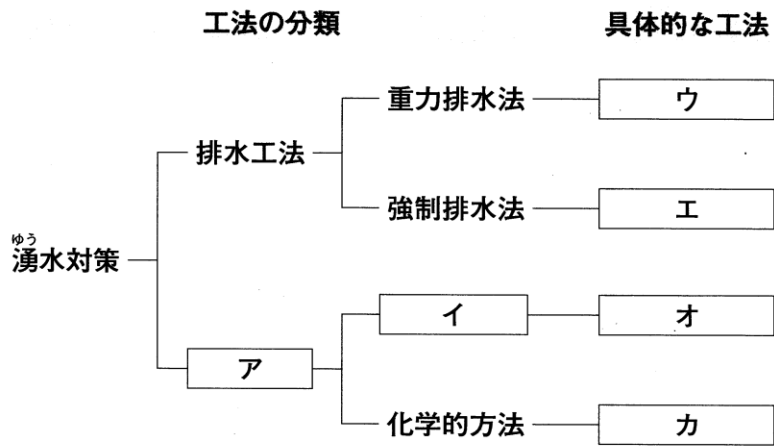 工法の分類 具体的な工法
重力排水法 ウ
排水工法
強制排水法 エ
ゆう
湧水対策
イ オ
ア
化学的方法 カ